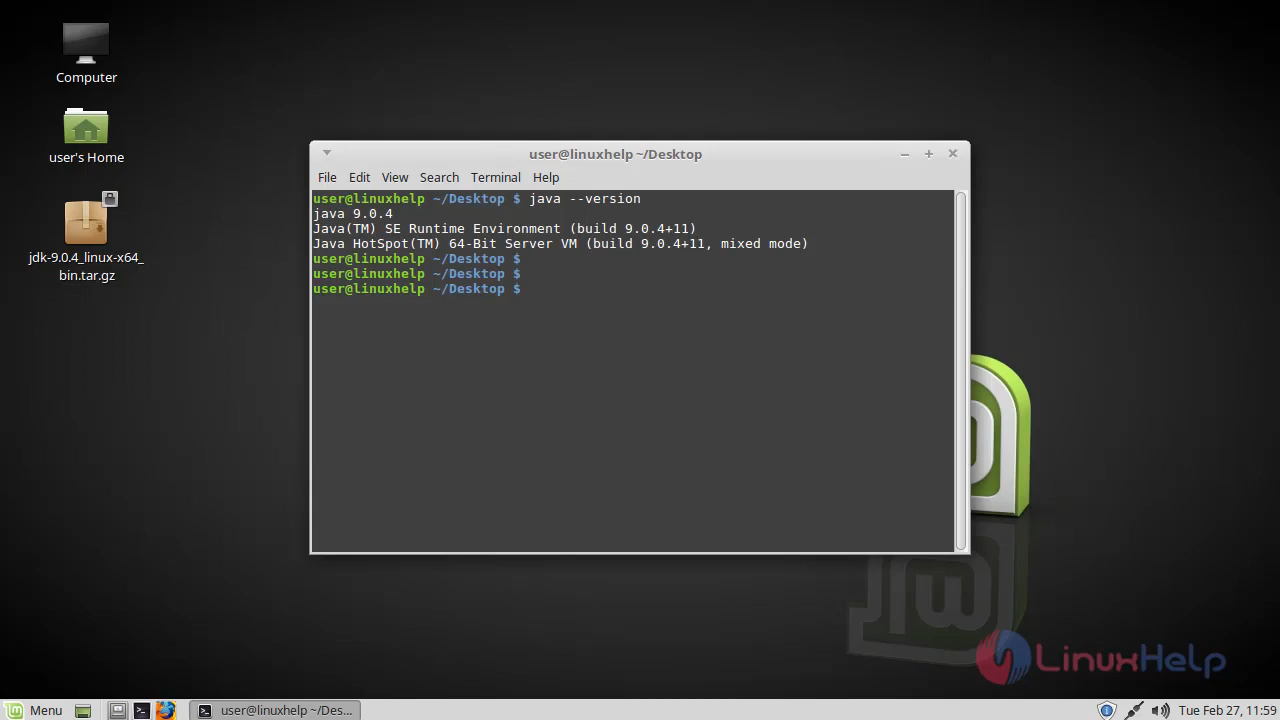 Computer
user's Home
jdk-9.0.4_linux-x64_
bin.tar.gz
user@linuxhelp ~/Desktop
File Edit View Search Terminal Help
user@linuxhelp ~/Desktop $ java --version
java 9.0.4
Java(TM) SE Runtime Environment (build 9.0.4+11)
Java HotSpot(TM) 64-Bit Server VM (build 9.0.4+11, mixed mode)
user@linuxhelp ~/Desktop $
user@linuxhelp ~/Desktop $
user@linuxhelp ~/Desktop $
LinuxHelp
Menu
user@linuxhelp ~/Des...
Tue Feb 27, 11:59